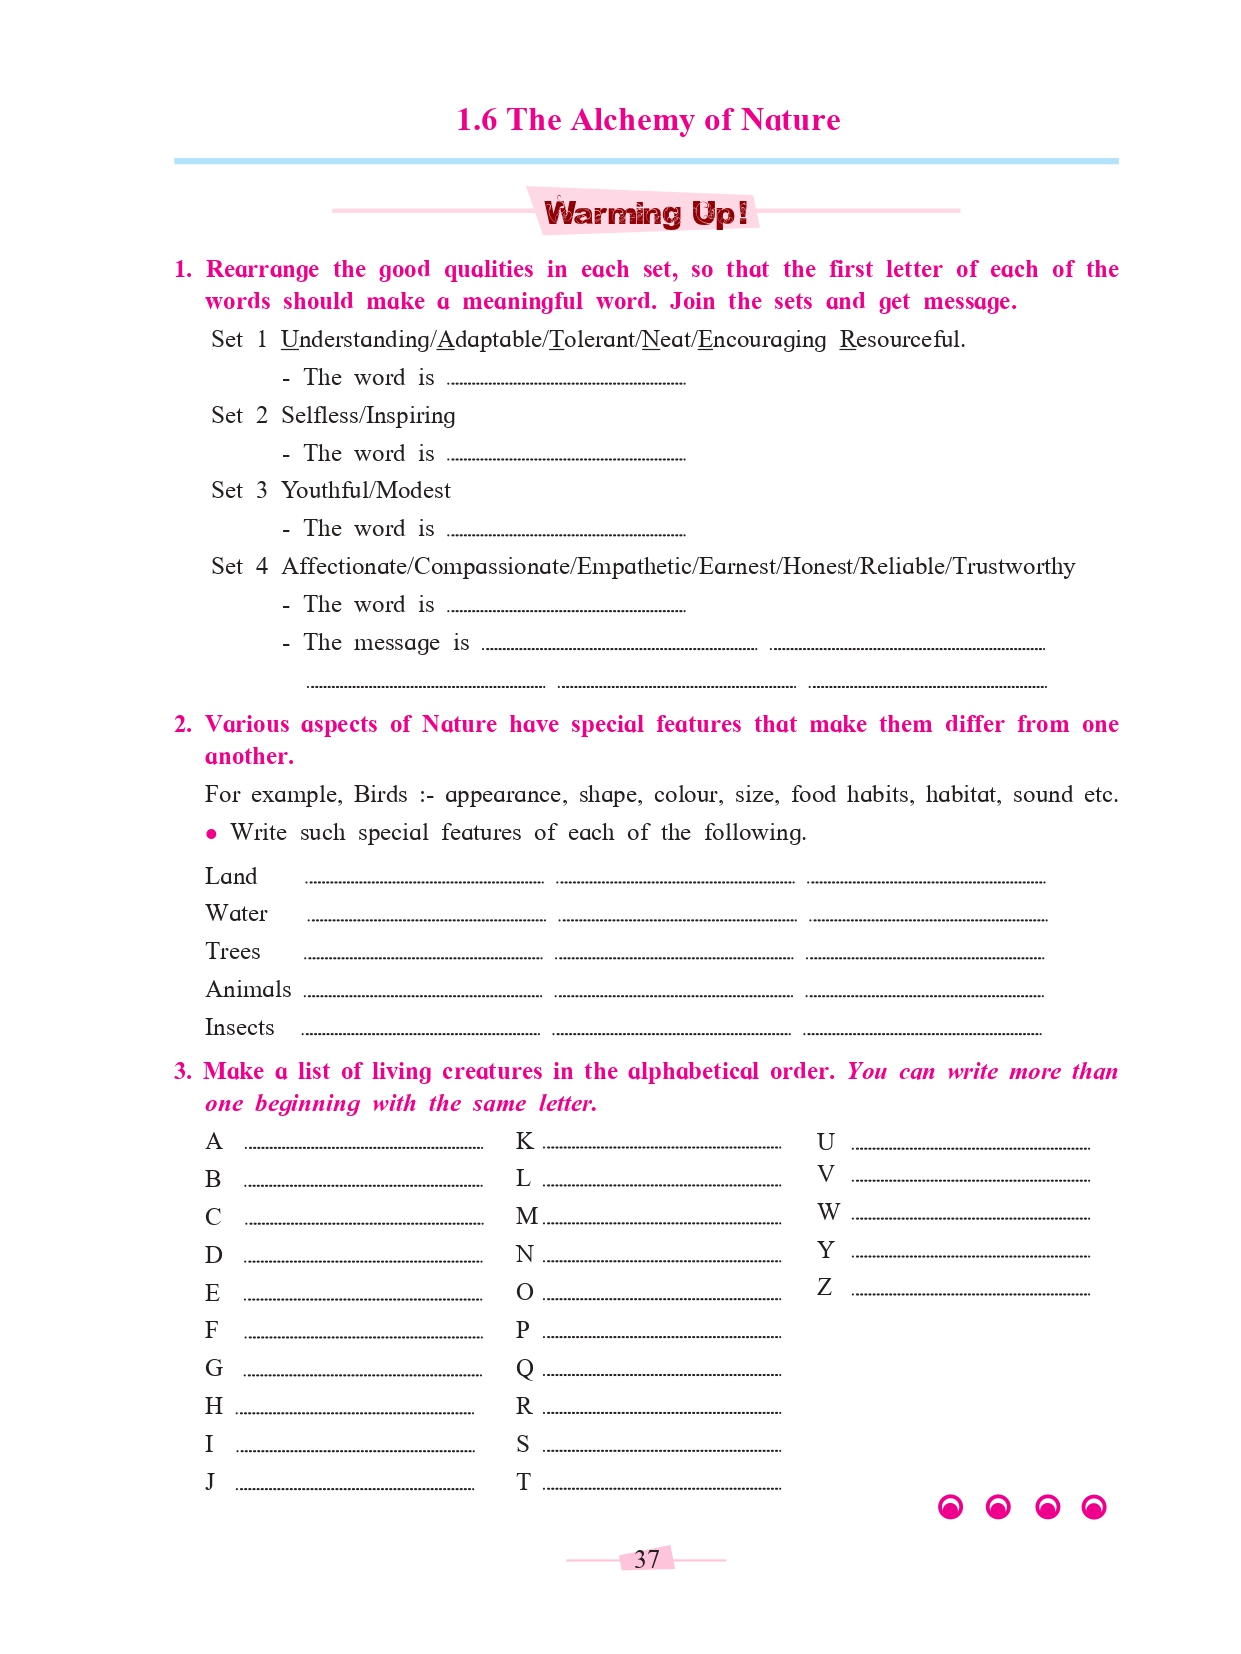 1.6 The Alchemy of Nature
Warming Up!
1. Rearrange the good qualities in each set, so that the first letter of each of the
words should make a meaningful word. Join the sets and get message.
Set 1 Understanding/Adaptable/Tolerant/Neat/Encouraging Resourceful.
- The word is
Set 2 Selfless/Inspiring
- The word is
Set 3 Youthful/Modest
- The word is
Set 4 Affectionate/Compassionate/Empathetic/Earnest/Honest/Reliable/Trustworthy
- The word is
- The message is
2. Various aspects of Nature have special features that make them differ from one
another.
For example, Birds :- appearance, shape, colour, size, food habits, habitat, sound etc.
• Write such special features of each of the following.
Land
Water
Trees
Animals
Insects
3. Make a list of living creatures in the alphabetical order. You can write more than
one beginning with the same letter.
A
B
C
D
E
F
G
H
I
J
K
L
M
N
O
P
Q
R
S
T
U
V
W
Y
Z
37